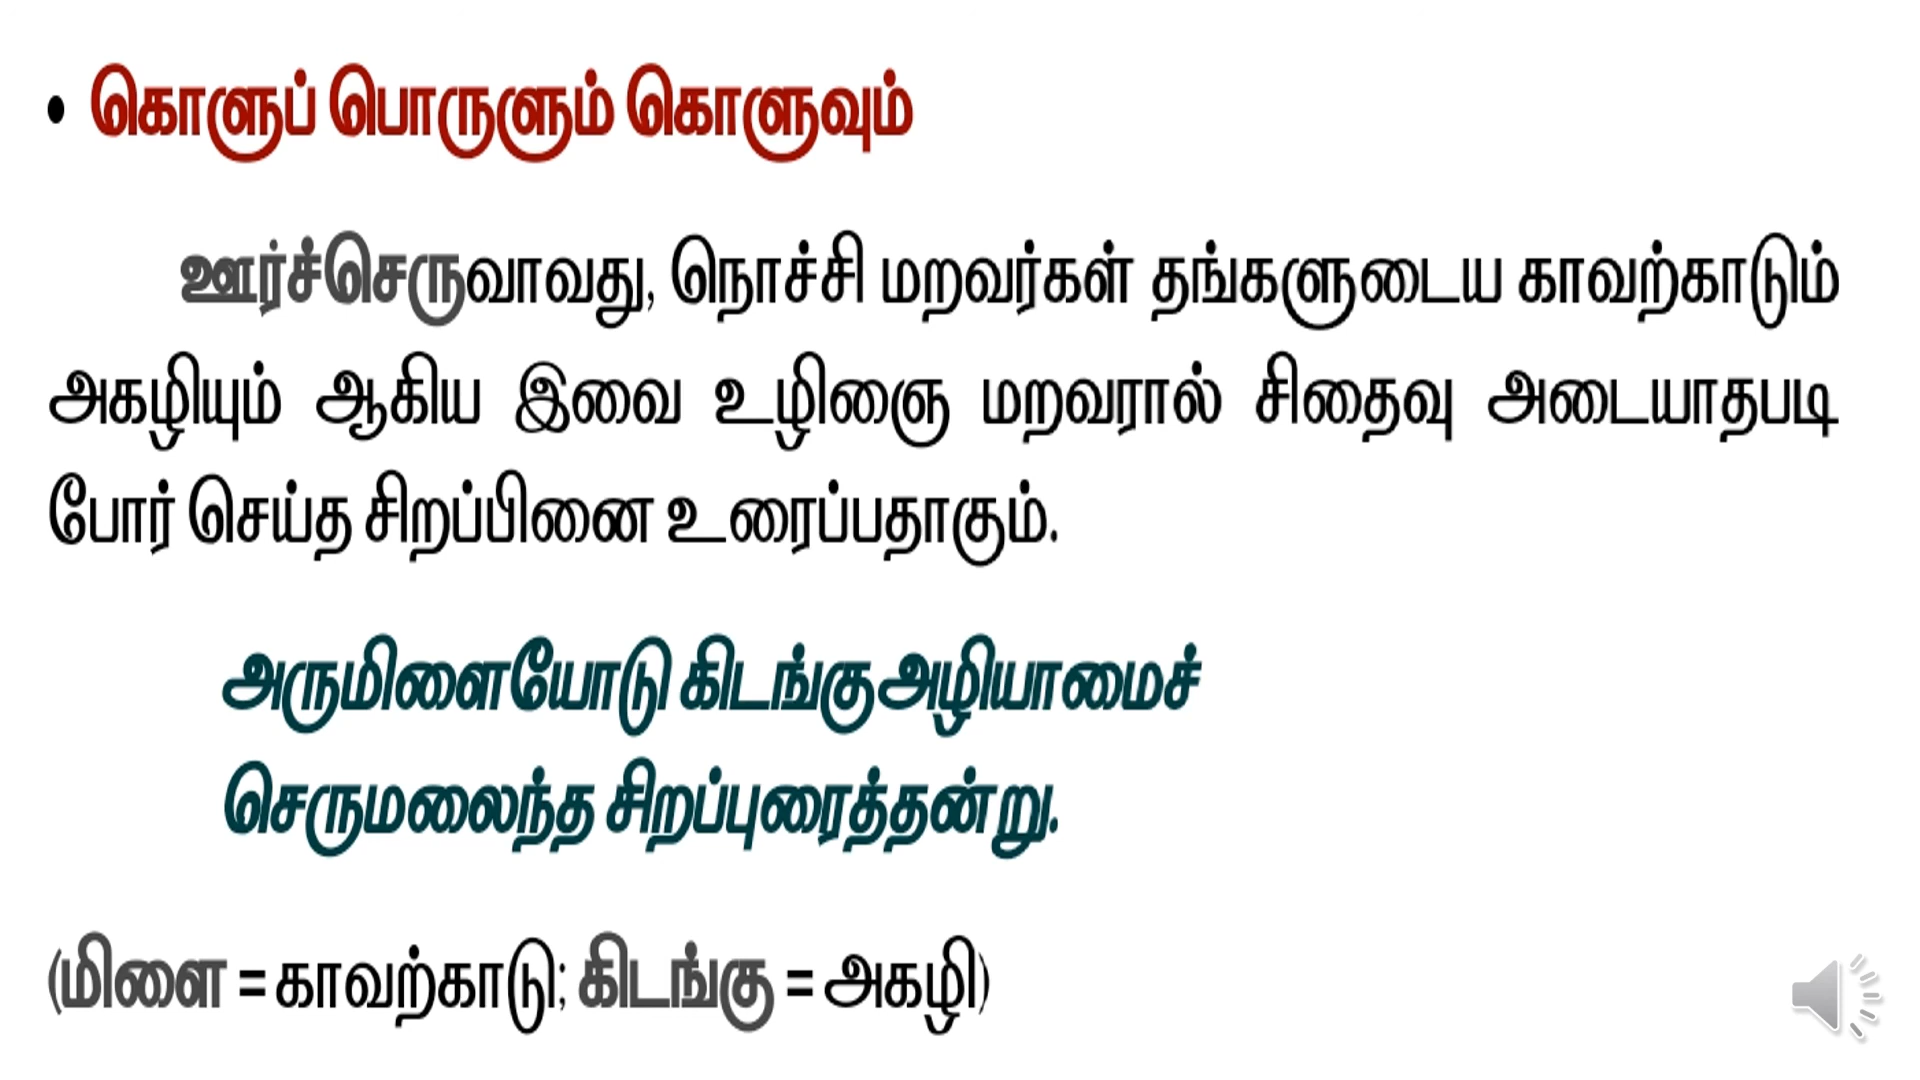 • கொளுப் பொருளும் கொளுவும்
ஊர்ச்செருவாவது, நொச்சி மறவர்கள் தங்களுடைய காவற்காடும்
அகழியும் ஆகிய இவை உழிஞை மறவரால் சிதைவு அடையாதபடி
போர் செய்த சிறப்பினை உரைப்பதாகும்.
அருமிளையோடு கிடங்குஅழியாமைச்
செருமலைந்த சிறப்புரைத்தன்று.
(மிளை = காவற்காடு; கிடங்கு = அகழி)